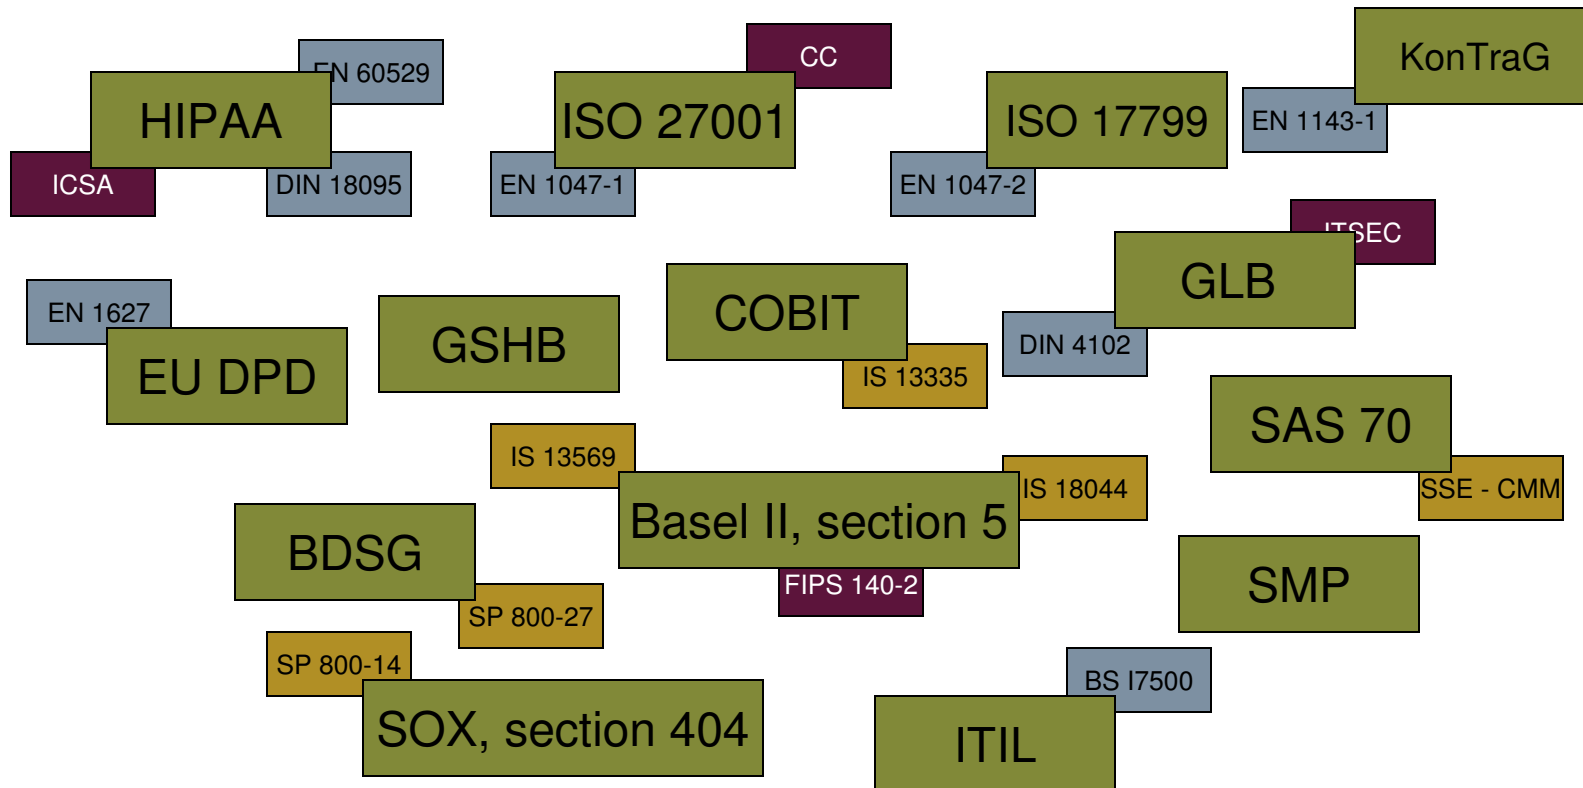 CC
KonTraG
EN 60529
HIPAA
ISO 27001
ISO 17799
EN 1143-1
ICSA
DIN 18095
EN 1047-1
EN 1047-2
ITSEC
GLB
EN 1627
COBIT
GSHB
DIN 4102
EU DPD
IS 13335
SAS 70
IS 13569
IS 18044
SSE - CMM
Basel II, section 5
BDSG
FIPS 140-2
SMP
SP 800-27
SP 800-14
BS I7500
SOX, section 404
ITIL